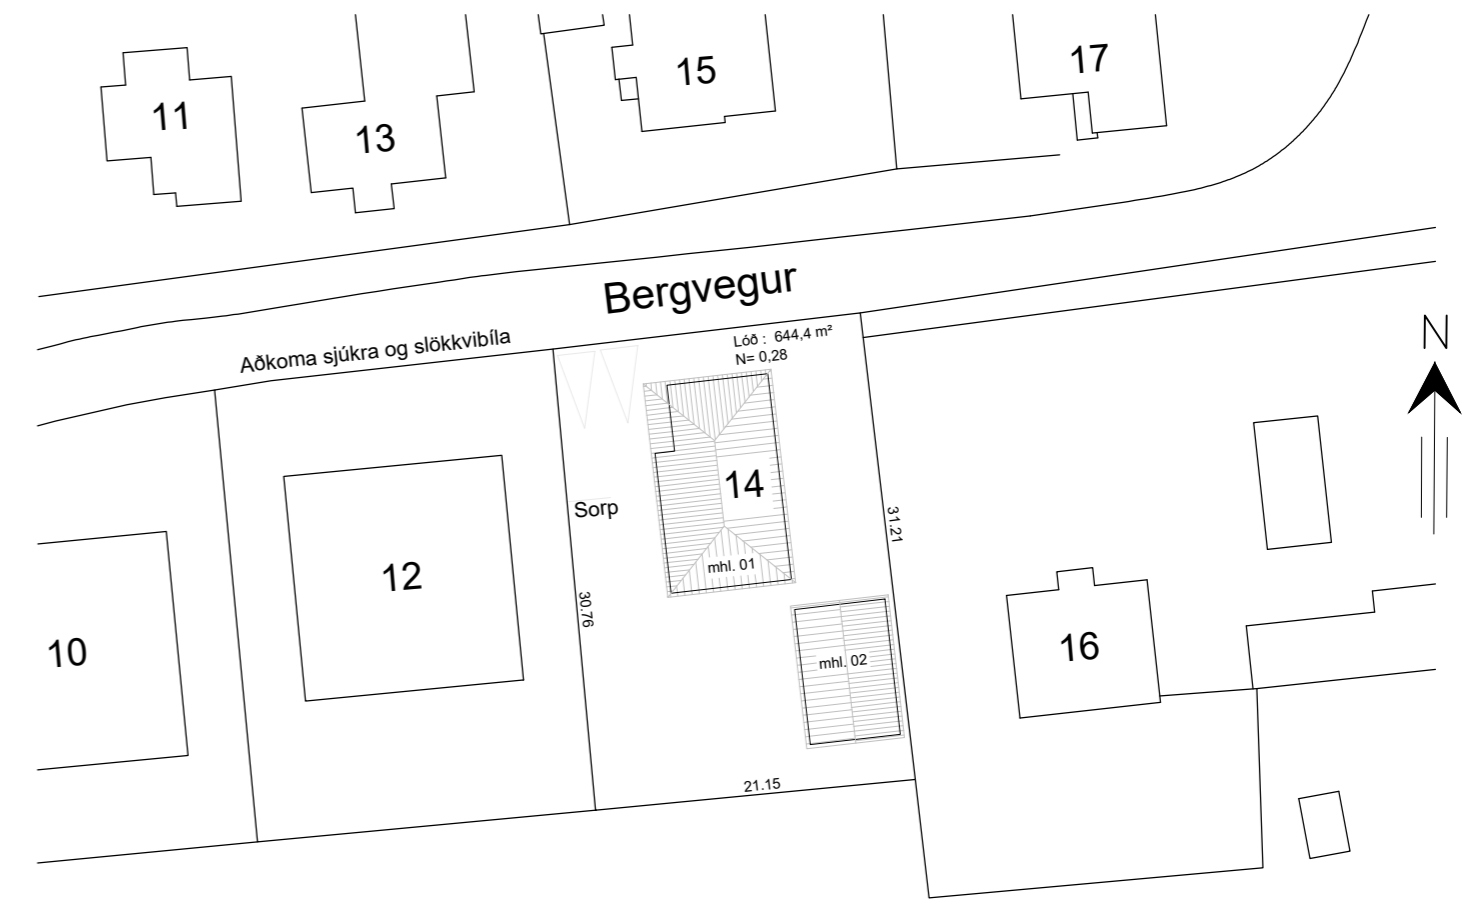 11
13
15
17
Bergvegur
Aðkoma sjúkra og slökkvibíla
Lóð : 644,4 m²
N= 0,28
N
14
Sorp
31.21
12
mhl. 01
30.76
10
16
mhl. 02
21.15